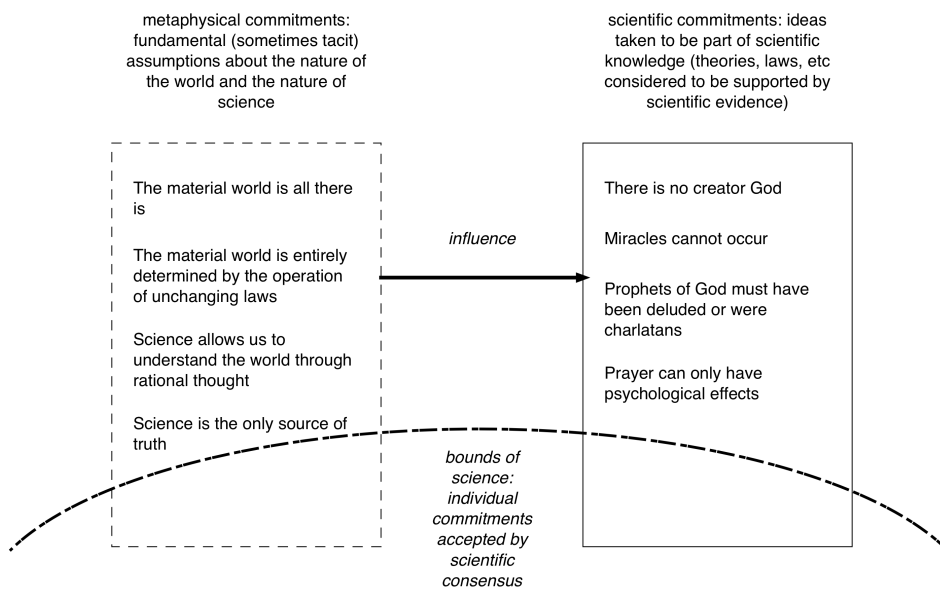 metaphysical commitments:
fundamental (sometimes tacit)
assumptions about the nature of
the world and the nature of
science
scientific commitments: ideas
taken to be part of scientific
knowledge (theories, laws, etc
considered to be supported by
scientific evidence)
The material world is all there
is
The material world is entirely
determined by the operation
of unchanging laws
Science allows us to
understand the world through
rational thought
Science is the only source of
truth
influence
There is no creator God
Miracles cannot occur
Prophets of God must have
been deluded or were
charlatans
Prayer can only have
psychological effects
bounds of
science:
individual
commitments
accepted by
scientific
consensus